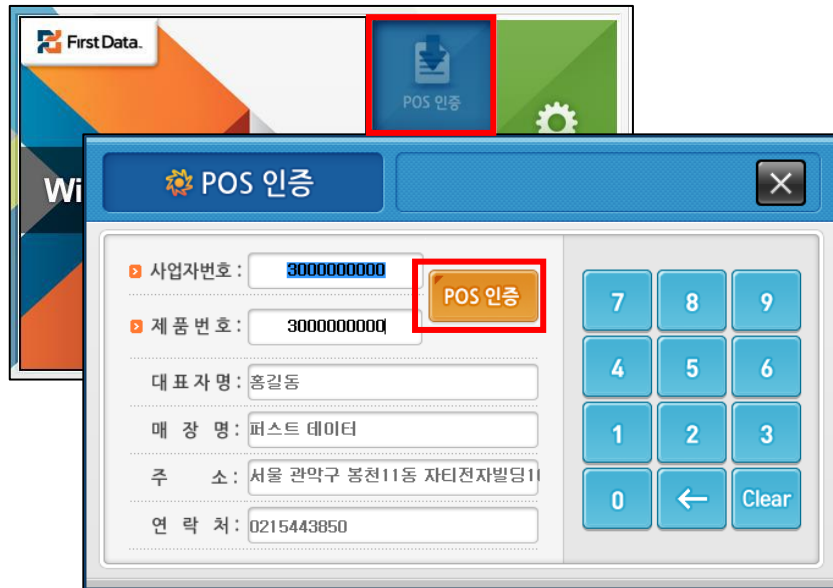 First Data.
POS 인증
Wi
POS 인증
사업자번호 : 3000000000
POS 인증
제 품 번 호 : 3000000000
대 표 자 명 : 홍길동
매 장 명 : 퍼스트 데이터
주 소 : 서울 관악구 봉천11동 자티전자빌딩1
연 락 처 : 0215443850
7 8 9
4 5 6
1 2 3
0 ← Clear